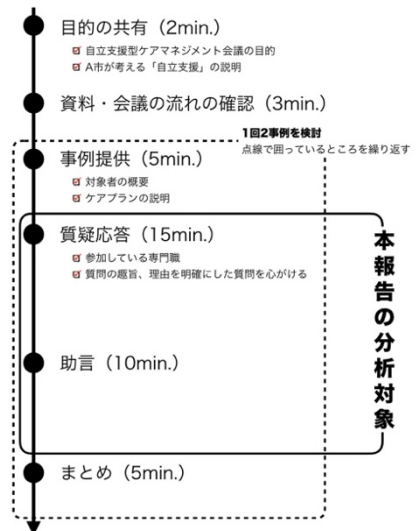 目的の共有（2min.）
自立支援型ケアマネジメント会議の目的
A市が考える「自立支援」の説明
資料・会議の流れの確認（3min.）
1回2事例を検討
点線で囲っているところを繰り返す
事例提供（5min.）
対象者の概要
ケアプランの説明
質疑応答（15min.）
参加している専門職
質問の趣旨、理由を明確にした質問を心がける
本報告の分析対象
助言（10min.）
まとめ（5min.）